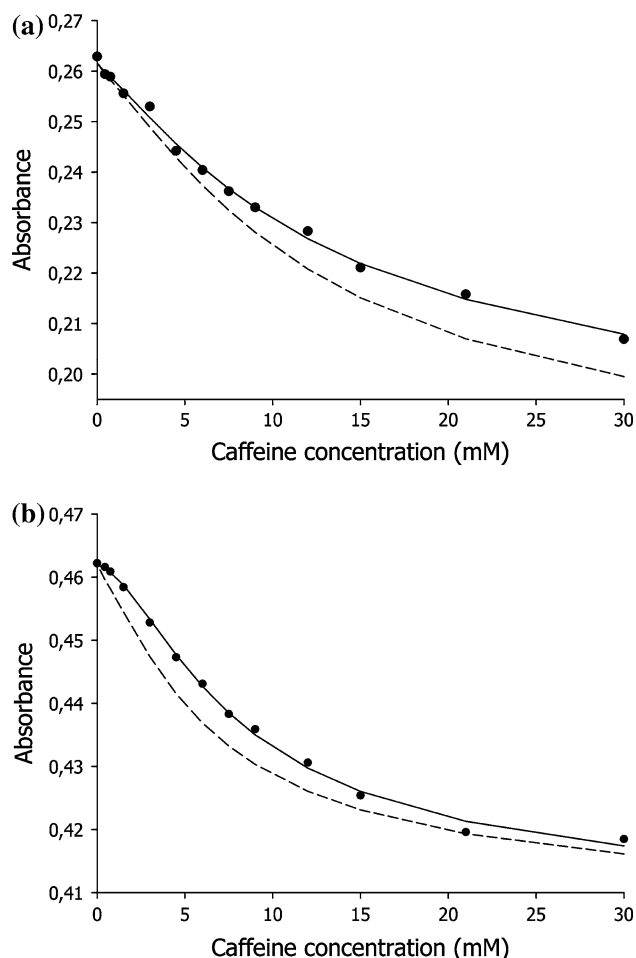 (a)
0,27
0,26
0,25
0,24
0,23
0,22
0,21
0,20
Absorbance
0 5 10 15 20 25 30
Caffeine concentration (mM)
(b)
0,47
0,46
0,45
0,44
0,43
0,42
0,41
Absorbance
0 5 10 15 20 25 30
Caffeine concentration (mM)